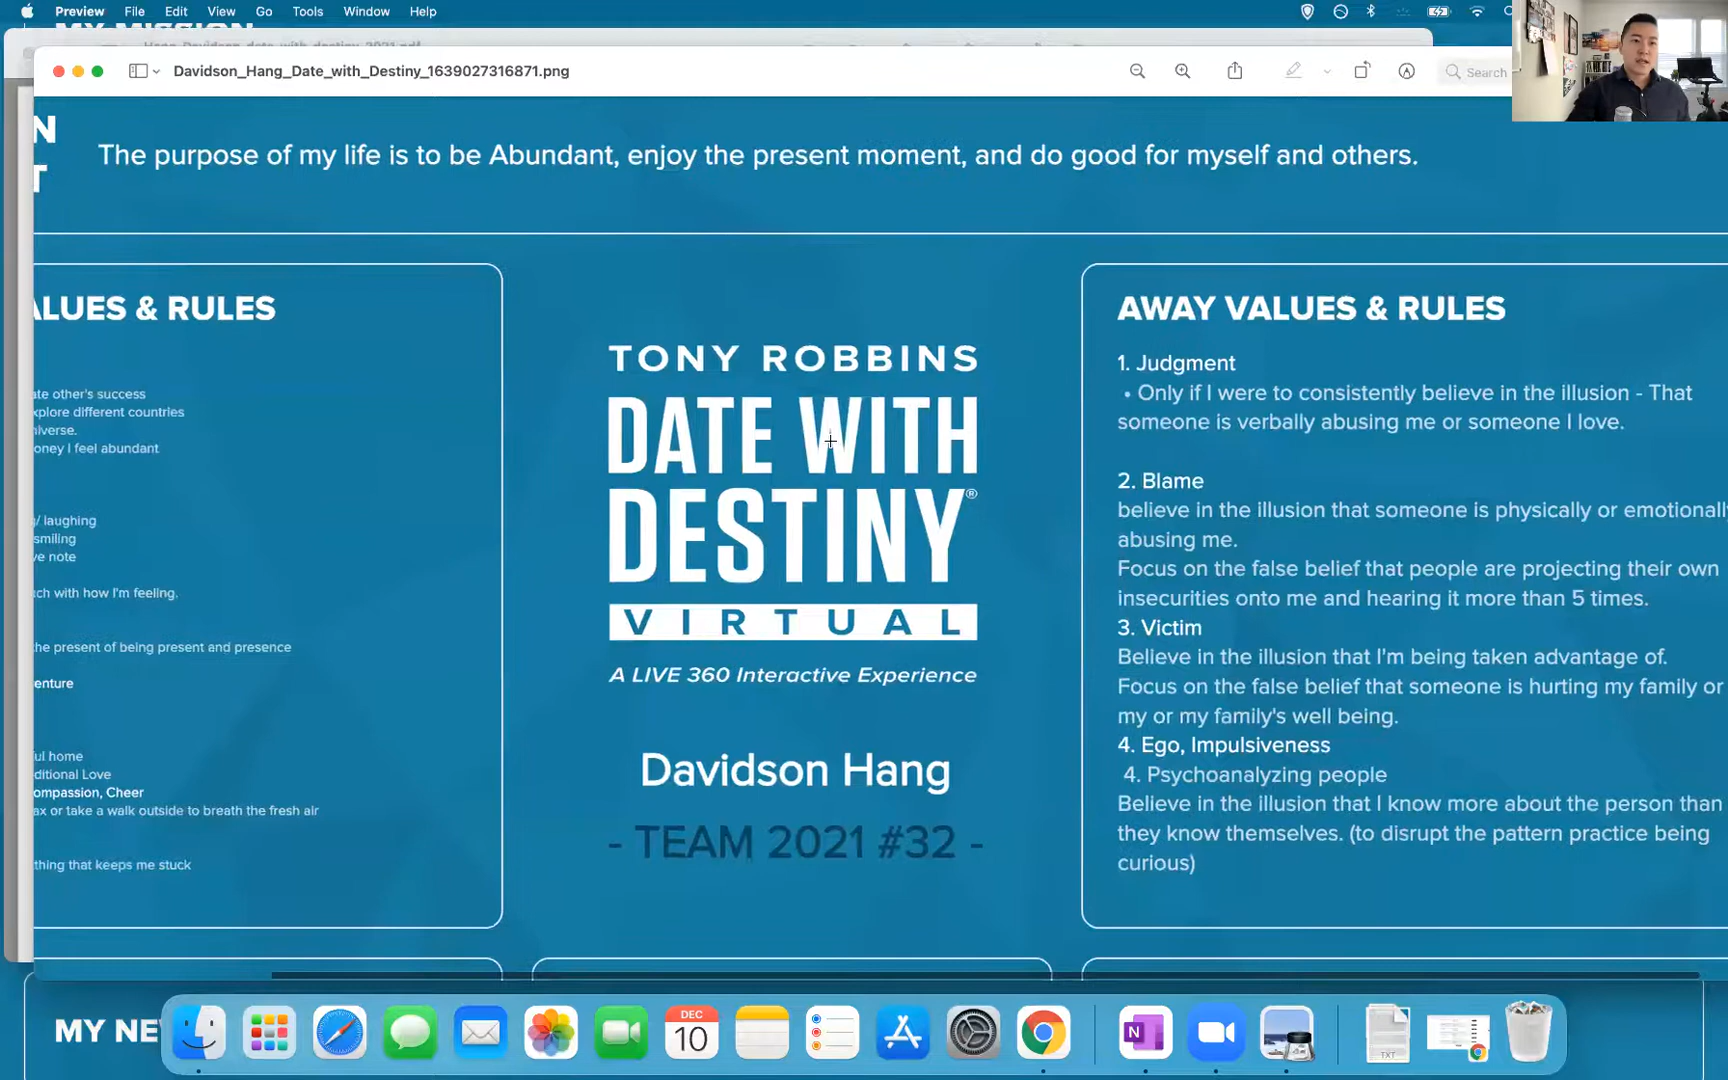 Preview File Edit View Go Tools Window Help
Davidson_Hang_Date_with_Destiny_1639027316871.png
Search
N
T
The purpose of my life is to be Abundant, enjoy the present moment, and do good for myself and others.
ALUES & RULES
ate other's success
xplore different countries
niverse.
oney I feel abundant
g/ laughing
smiling
ve note
uch with how I'm feeling.
he present of being present and presence
enture
ful home
ditional Love
ompassion, Cheer
ax or take a walk outside to breath the fresh air
thing that keeps me stuck
TONY ROBBINS
DATE WITH
DESTINY®
VIRTUAL
A LIVE 360 Interactive Experience
Davidson Hang
- TEAM 2021 #32 -
AWAY VALUES & RULES
1. Judgment
• Only if I were to consistently believe in the illusion - That
someone is verbally abusing me or someone I love.
2. Blame
believe in the illusion that someone is physically or emotionall
abusing me.
Focus on the false belief that people are projecting their own
insecurities onto me and hearing it more than 5 times.
3. Victim
Believe in the illusion that I'm being taken advantage of.
Focus on the false belief that someone is hurting my family or
my or my family's well being.
4. Ego, Impulsiveness
4. Psychoanalyzing people
Believe in the illusion that I know more about the person than
they know themselves. (to disrupt the pattern practice being
curious)
MY NE
DEC
10
N
TXT